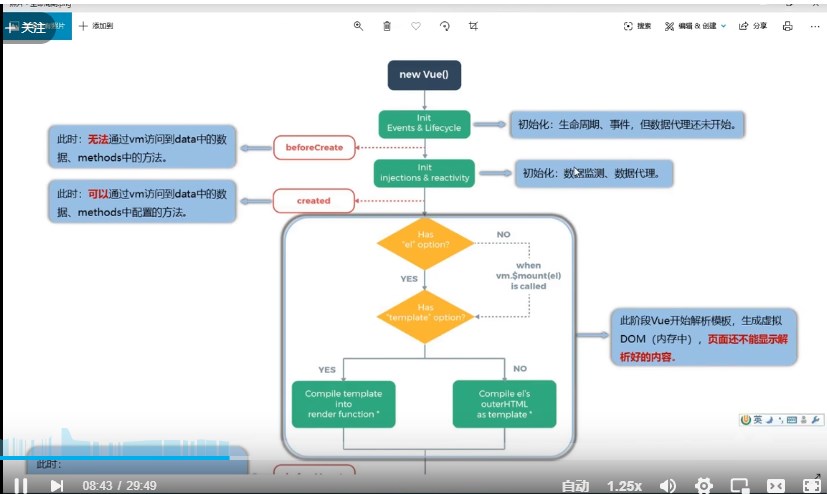 关注
添加到
搜索
编辑 & 创建
分享
new Vue()
Init
Events & Lifecycle
初始化：生命周期、事件，但数据代理还未开始。
此时：无法通过vm访问到data中的数
据、methods中的方法。
beforeCreate
Init
injections & reactivity
初始化：数据监测、数据代理。
此时：可以通过vm访问到data中的数
据、methods中配置的方法。
created
Has
"el" option?
NO
when
vm.$mount(el)
is called
YES
Has
"template" option?
此阶段Vue开始解析模板，生成虚拟
DOM（内存中），页面还不能显示解
析好的内容。
YES
NO
Compile template
into
render function *
Compile el's
outerHTML
as template *
英
此时：
08:43 / 29:49
自动
1.25x